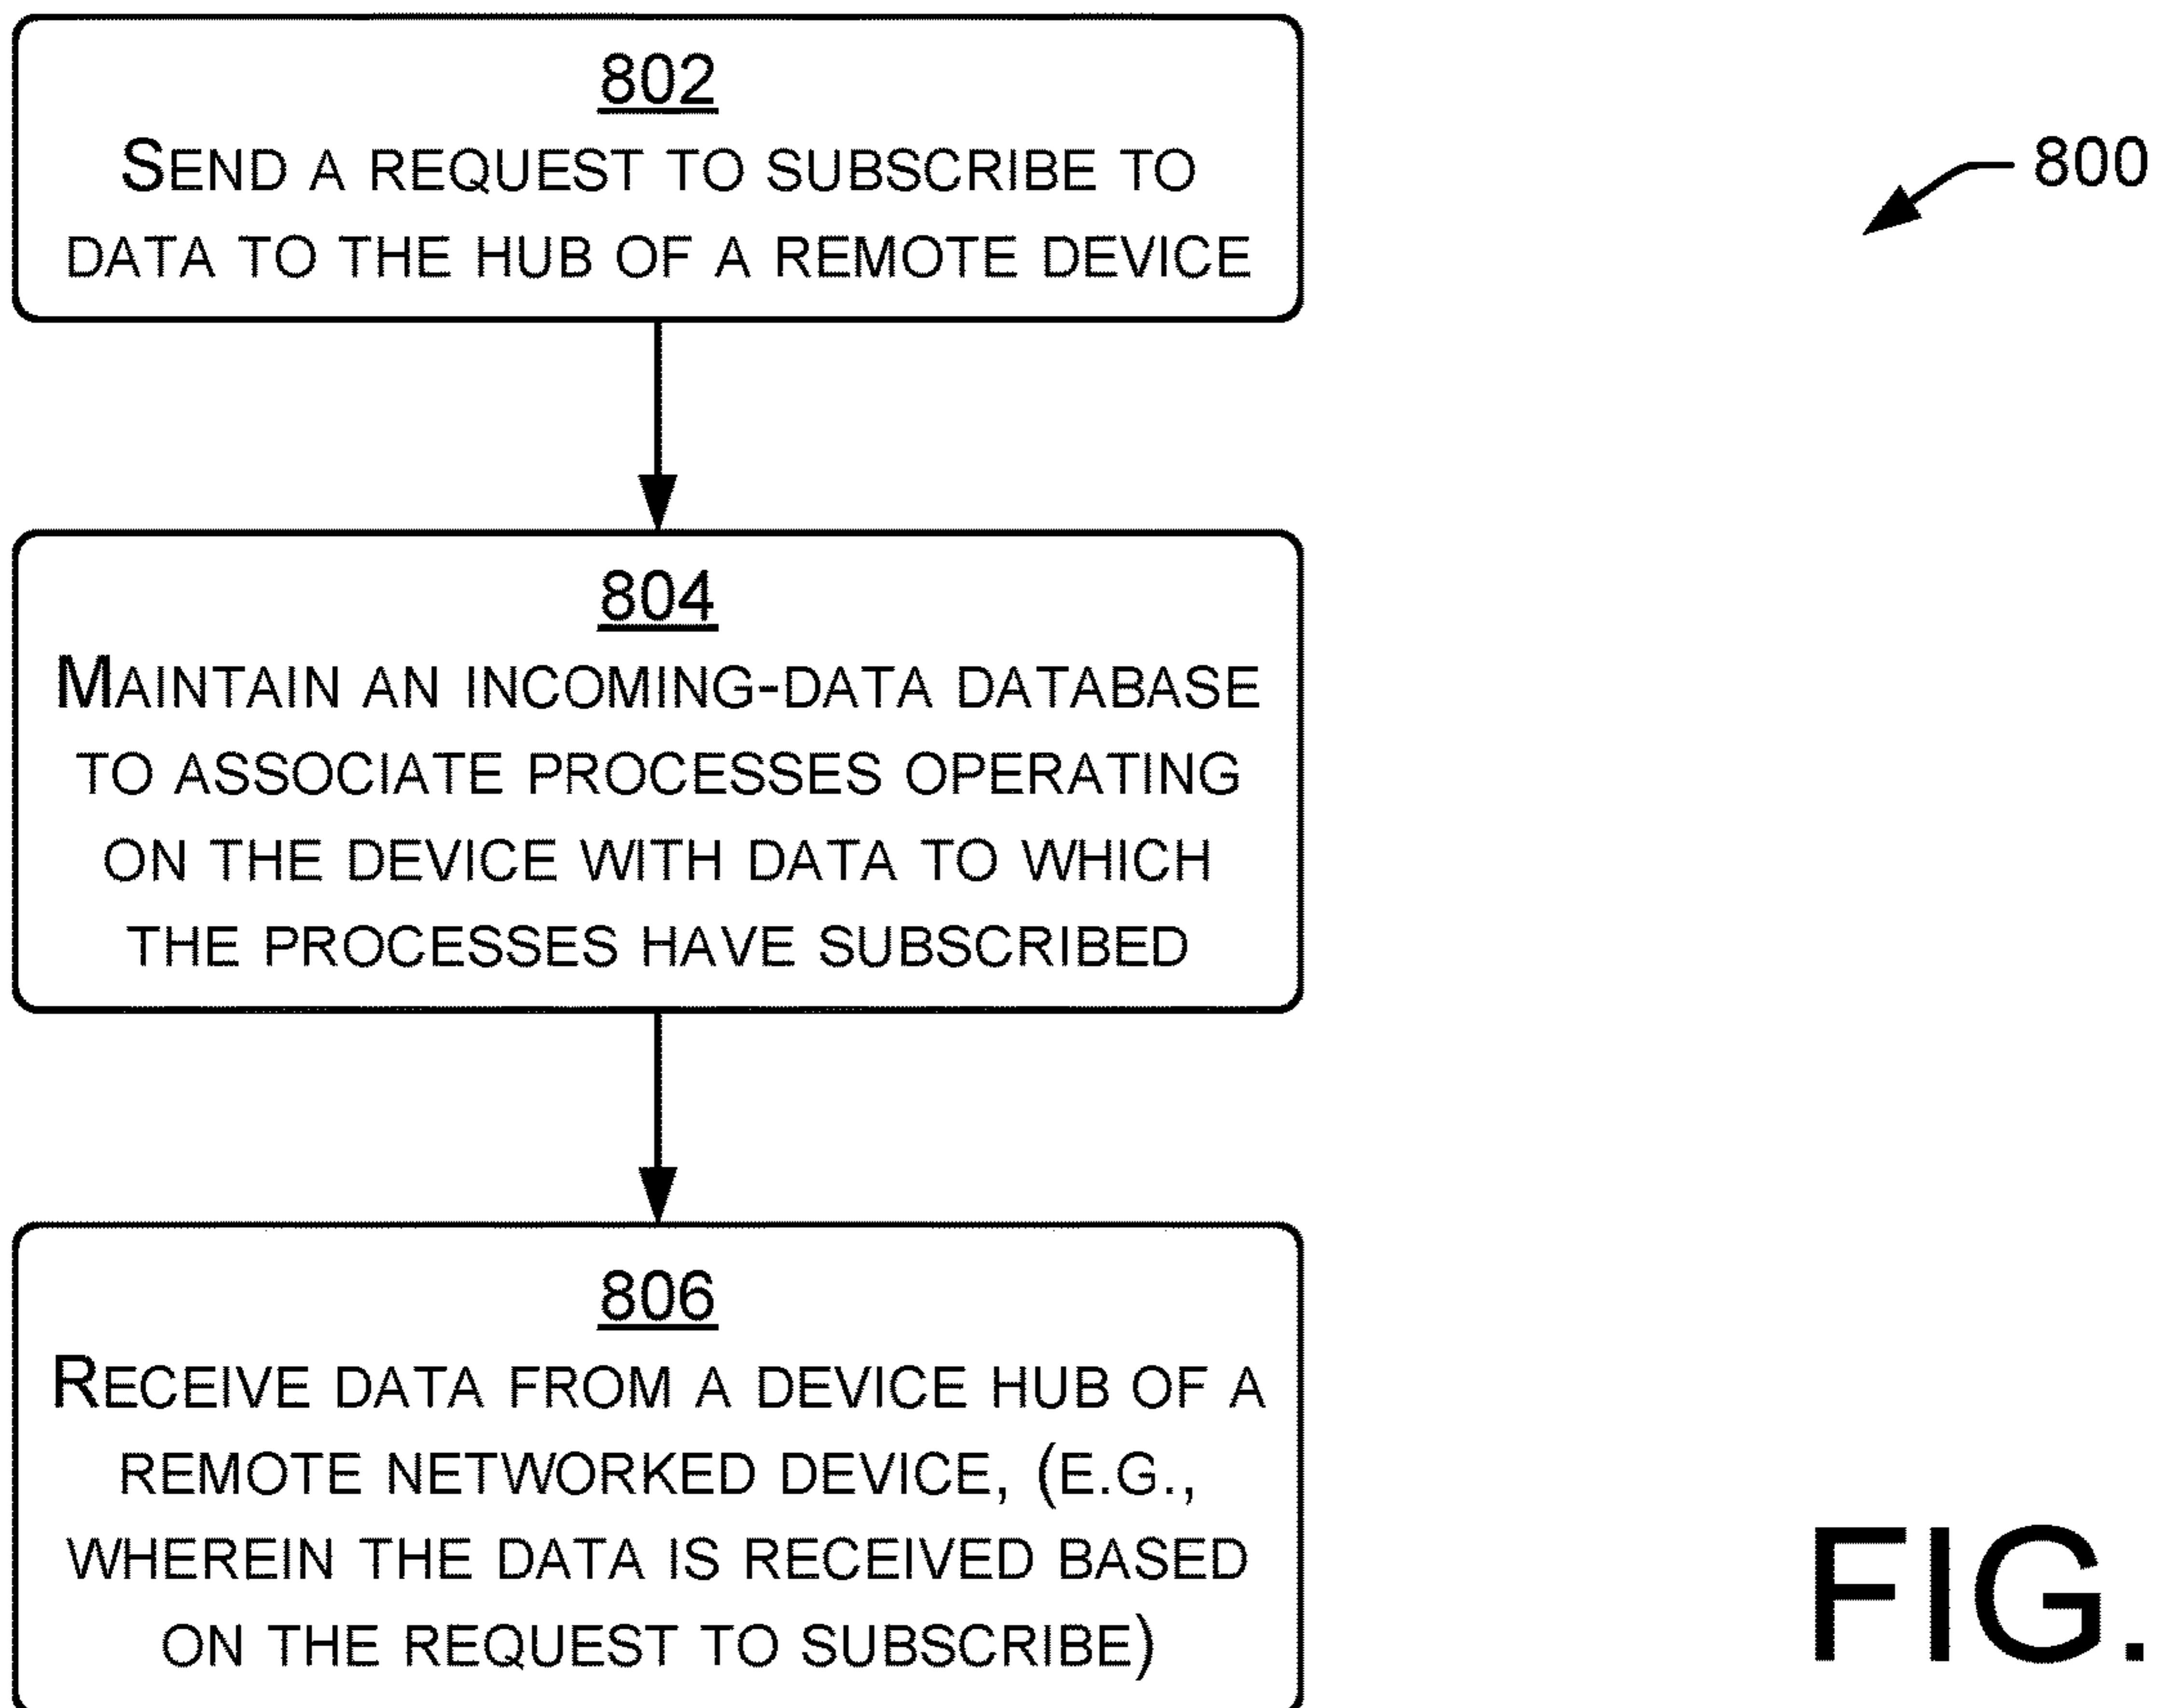 802
SEND A REQUEST TO SUBSCRIBE TO
DATA TO THE HUB OF A REMOTE DEVICE
800
804
MAINTAIN AN INCOMING-DATA DATABASE
TO ASSOCIATE PROCESSES OPERATING
ON THE DEVICE WITH DATA TO WHICH
THE PROCESSES HAVE SUBSCRIBED
806
RECEIVE DATA FROM A DEVICE HUB OF A
REMOTE NETWORKED DEVICE, (E.G.,
WHEREIN THE DATA IS RECEIVED BASED
ON THE REQUEST TO SUBSCRIBE)
FIG.